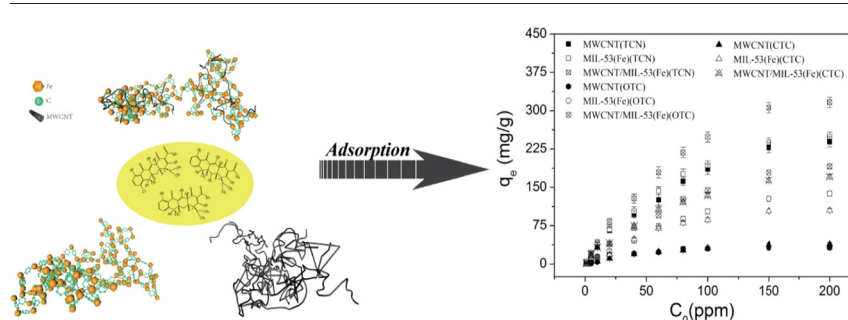 Fe
C
MWCNT
Adsorption
MWCNT(TCN)
MIL-53(Fe)(TCN)
MWCNT/MIL-53(Fe)(TCN)
MWCNT(OTC)
MIL-53(Fe)(OTC)
MWCNT/MIL-53(Fe)(OTC)
MWCNT(CTC)
MIL-53(Fe)(CTC)
MWCNT/MIL-53(Fe)(CTC)
qe (mg/g)
450
375
300
225
150
75
0
0 50 100 150 200
C0(ppm)